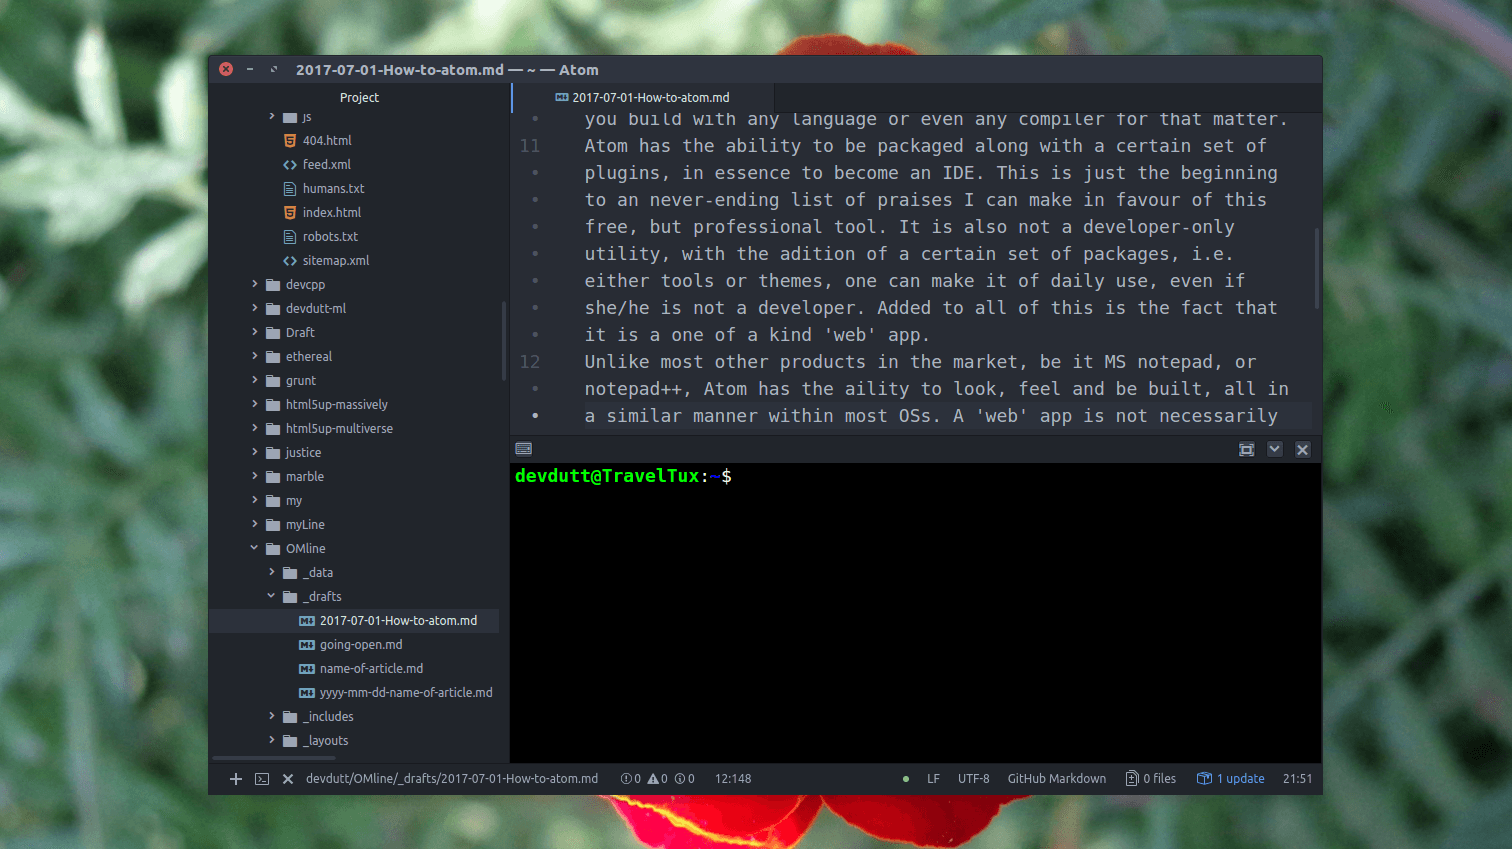 2017-07-01-How-to-atom.md — ~ — Atom
Project
js
404.html
feed.xml
humans.txt
index.html
robots.txt
sitemap.xml
devcpp
devdutt-ml
Draft
ethereal
grunt
html5up-massively
html5up-multiverse
justice
marble
my
myLine
OMline
_data
_drafts
2017-07-01-How-to-atom.md
going-open.md
name-of-article.md
yyyy-mm-dd-name-of-article.md
_includes
_layouts
2017-07-01-How-to-atom.md
you build with any language or even any compiler for that matter.
11 Atom has the ability to be packaged along with a certain set of
plugins, in essence to become an IDE. This is just the beginning
to an never-ending list of praises I can make in favour of this
free, but professional tool. It is also not a developer-only
utility, with the adition of a certain set of packages, i.e.
either tools or themes, one can make it of daily use, even if
she/he is not a developer. Added to all of this is the fact that
it is a one of a kind 'web' app.
12 Unlike most other products in the market, be it MS notepad, or
notepad++, Atom has the aility to look, feel and be built, all in
a similar manner within most OSs. A 'web' app is not necessarily
devdutt@TravelTux:~$
devdutt/OMline/_drafts/2017-07-01-How-to-atom.md 0 0 0 12:148 LF UTF-8 GitHub Markdown 0 files 1 update 21:51